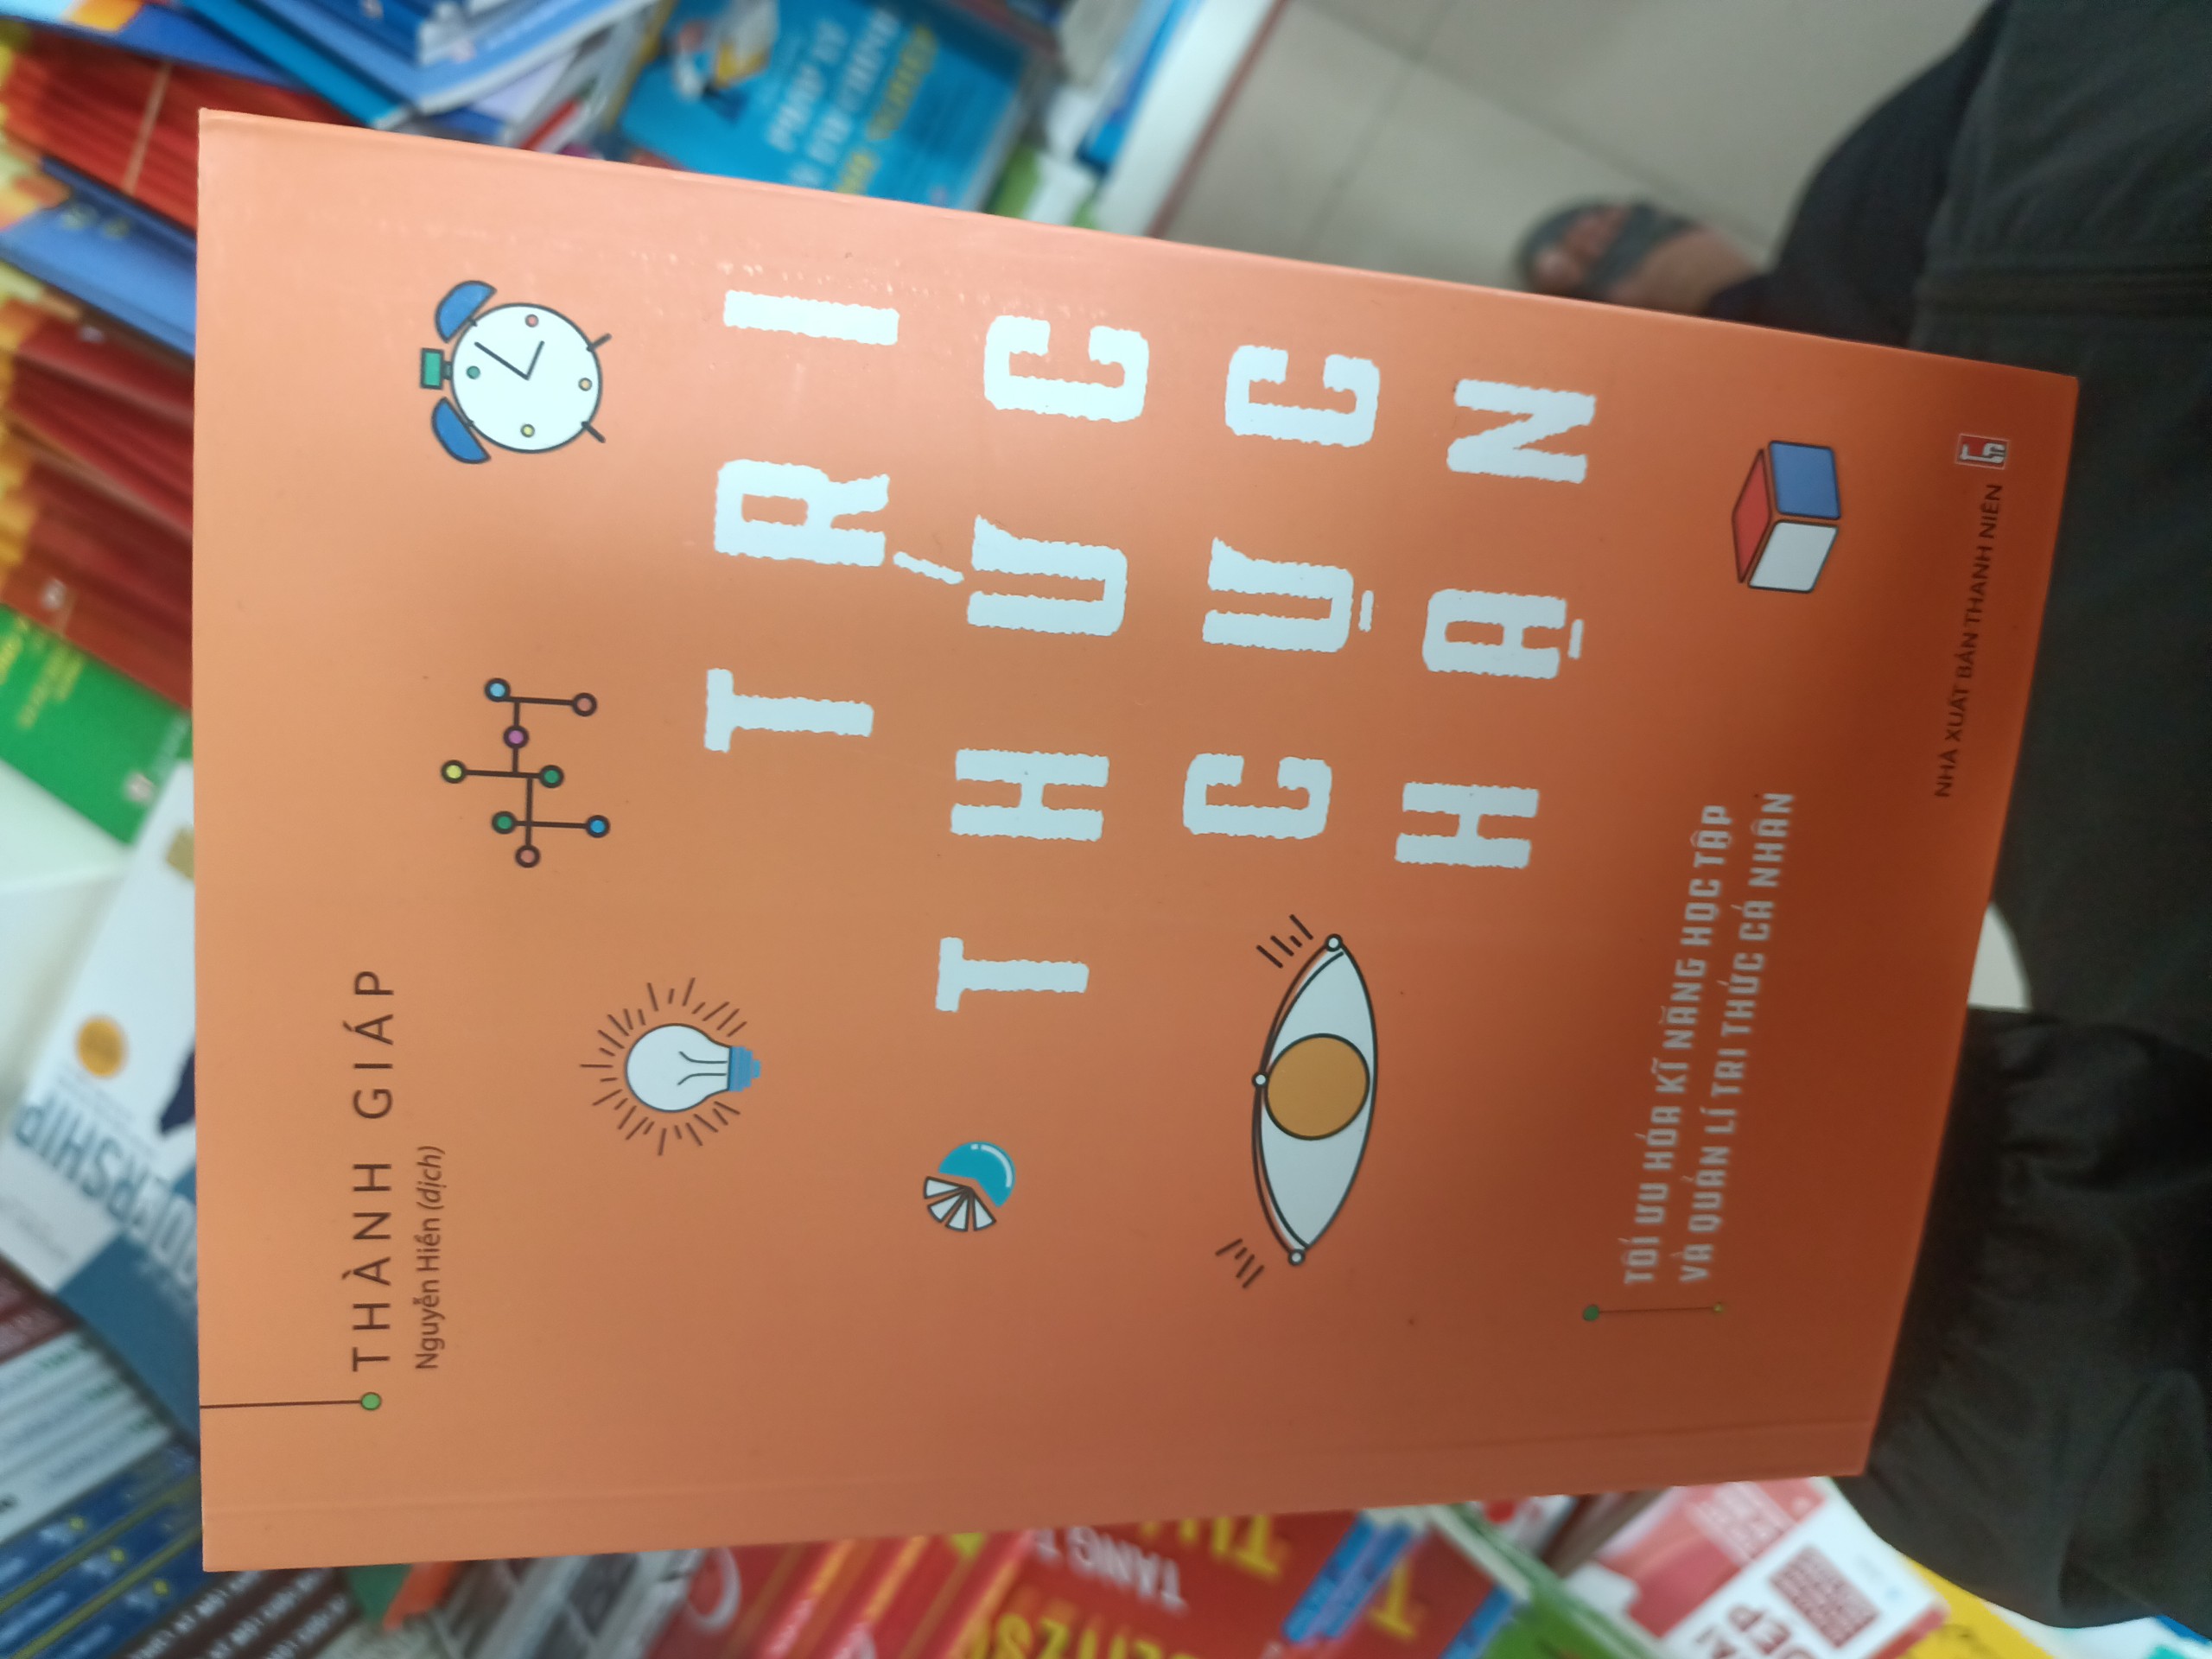 THÀNH GIÁP
Nguyễn Hiền (dịch)
TRI
THỨC
CỰC
HẠN
TỐI ƯU HÓA KĨ NĂNG HỌC TẬP
VÀ QUẢN LÍ TRI THỨC CÁ NHÂN
NHÀ XUẤT BẢN THANH NIÊN